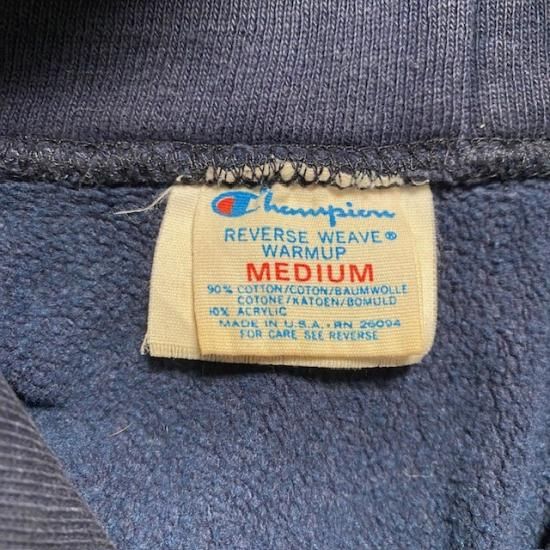 Champion
REVERSE WEAVE®
WARMUP
MEDIUM
90% COTTON/COTON/BAUMWOLLE
COTONE/KATOEN/BOMULD
10% ACRYLIC
MADE IN U.S.A. · RN 26094
FOR CARE SEE REVERSE